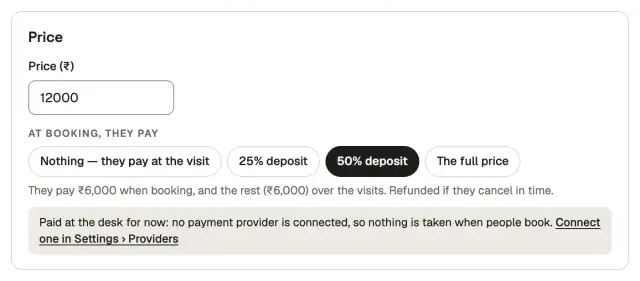 Price
Price (₹)
12000
AT BOOKING, THEY PAY
Nothing — they pay at the visit
25% deposit
50% deposit
The full price
They pay ₹6,000 when booking, and the rest (₹6,000) over the visits. Refunded if they cancel in time.
Paid at the desk for now: no payment provider is connected, so nothing is taken when people book. Connect
one in Settings › Providers